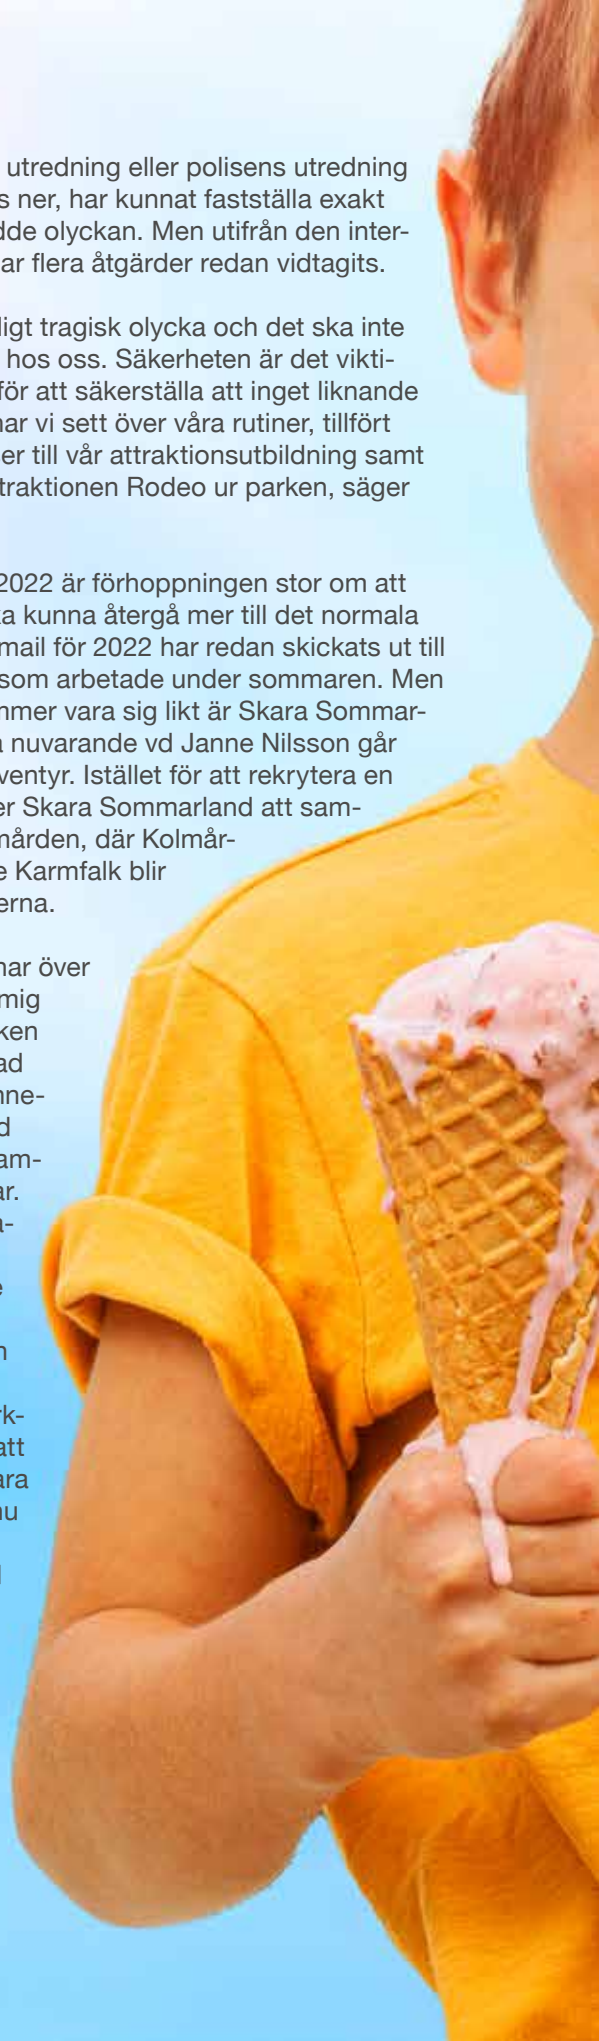 utredning eller polisens utredning
s ner, har kunnat fastställa exakt
dde olyckan. Men utifrån den inter-
ar flera åtgärder redan vidtagits.
ligt tragisk olycka och det ska inte
hos oss. Säkerheten är det vikti-
för att säkerställa att inget liknande
har vi sett över våra rutiner, tillfört
er till vår attraktionsutbildning samt
traktionen Rodeo ur parken, säger
2022 är förhoppningen stor om att
ka kunna återgå mer till det normala
mail för 2022 har redan skickats ut till
som arbetade under sommaren. Men
mmer vara sig likt är Skara Sommar-
å nuvarande vd Janne Nilsson går
ventyr. Istället för att rekrytera en
er Skara Sommarland att sam-
mården, där Kolmår-
e Karmfalk blir
erna.
nar över
mig
ken
ad
nne-
d
am-
ar.
a-
e
n
rk-
att
ara
nu